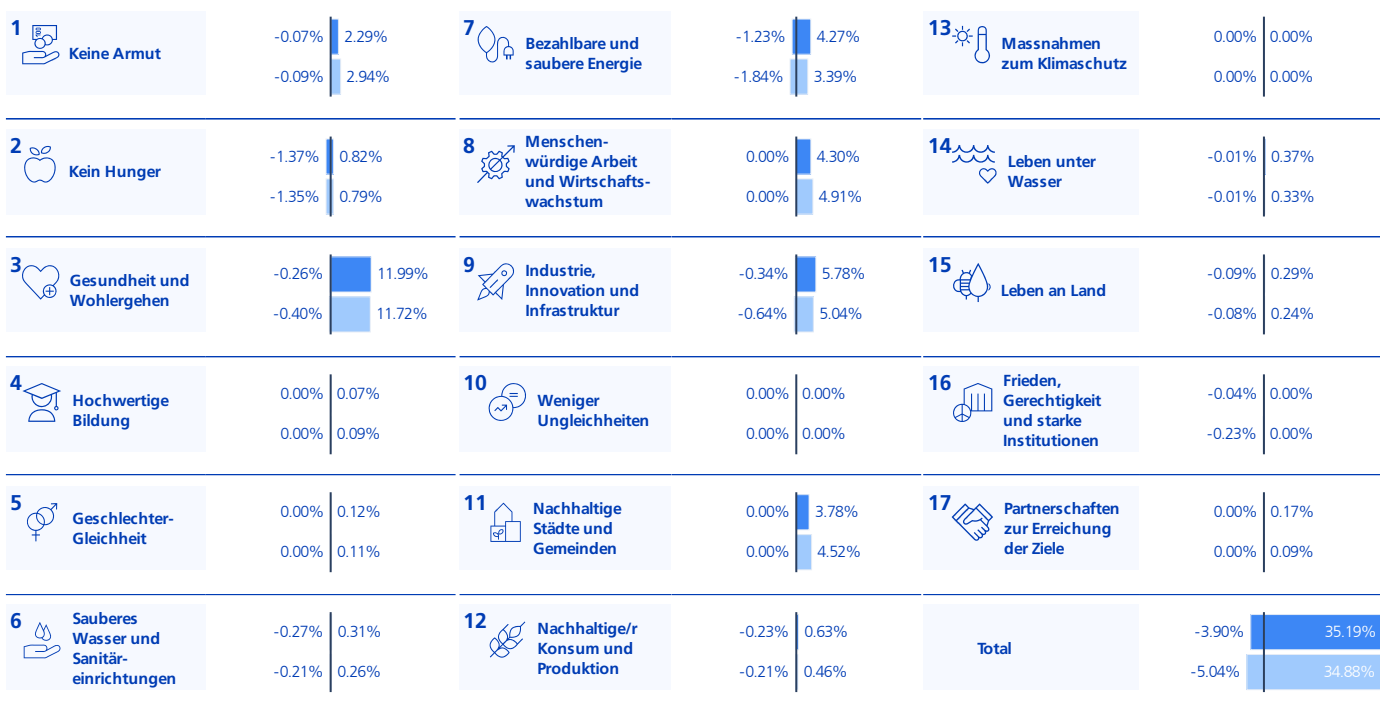 1
Keine Armut
-0.07% 2.29%
-0.09% 2.94%
2
Kein Hunger
-1.37% 0.82%
-1.35% 0.79%
3
Gesundheit und
Wohlergehen
-0.26% 11.99%
-0.40% 11.72%
4
Hochwertige
Bildung
0.00% 0.07%
0.00% 0.09%
5
Geschlechter-
Gleichheit
0.00% 0.12%
0.00% 0.11%
6
Sauberes
Wasser und
Sanitär-
einrichtungen
-0.27% 0.31%
-0.21% 0.26%
7
Bezahlbare und
saubere Energie
-1.23% 4.27%
-1.84% 3.39%
8
Menschen-
würdige Arbeit
und Wirtschafts-
wachstum
0.00% 4.30%
0.00% 4.91%
9
Industrie,
Innovation und
Infrastruktur
-0.34% 5.78%
-0.64% 5.04%
10
Weniger
Ungleichheiten
0.00% 0.00%
0.00% 0.00%
11
Nachhaltige
Städte und
Gemeinden
0.00% 3.78%
0.00% 4.52%
12
Nachhaltige/r
Konsum und
Produktion
-0.23% 0.63%
-0.21% 0.46%
13
Massnahmen
zum Klimaschutz
0.00% 0.00%
0.00% 0.00%
14
Leben unter
Wasser
-0.01% 0.37%
-0.01% 0.33%
15
Leben an Land
-0.09% 0.29%
-0.08% 0.24%
16
Frieden,
Gerechtigkeit
und starke
Institutionen
-0.04% 0.00%
-0.23% 0.00%
17
Partnerschaften
zur Erreichung
der Ziele
0.00% 0.17%
0.00% 0.09%
Total
-3.90% 35.19%
-5.04% 34.88%